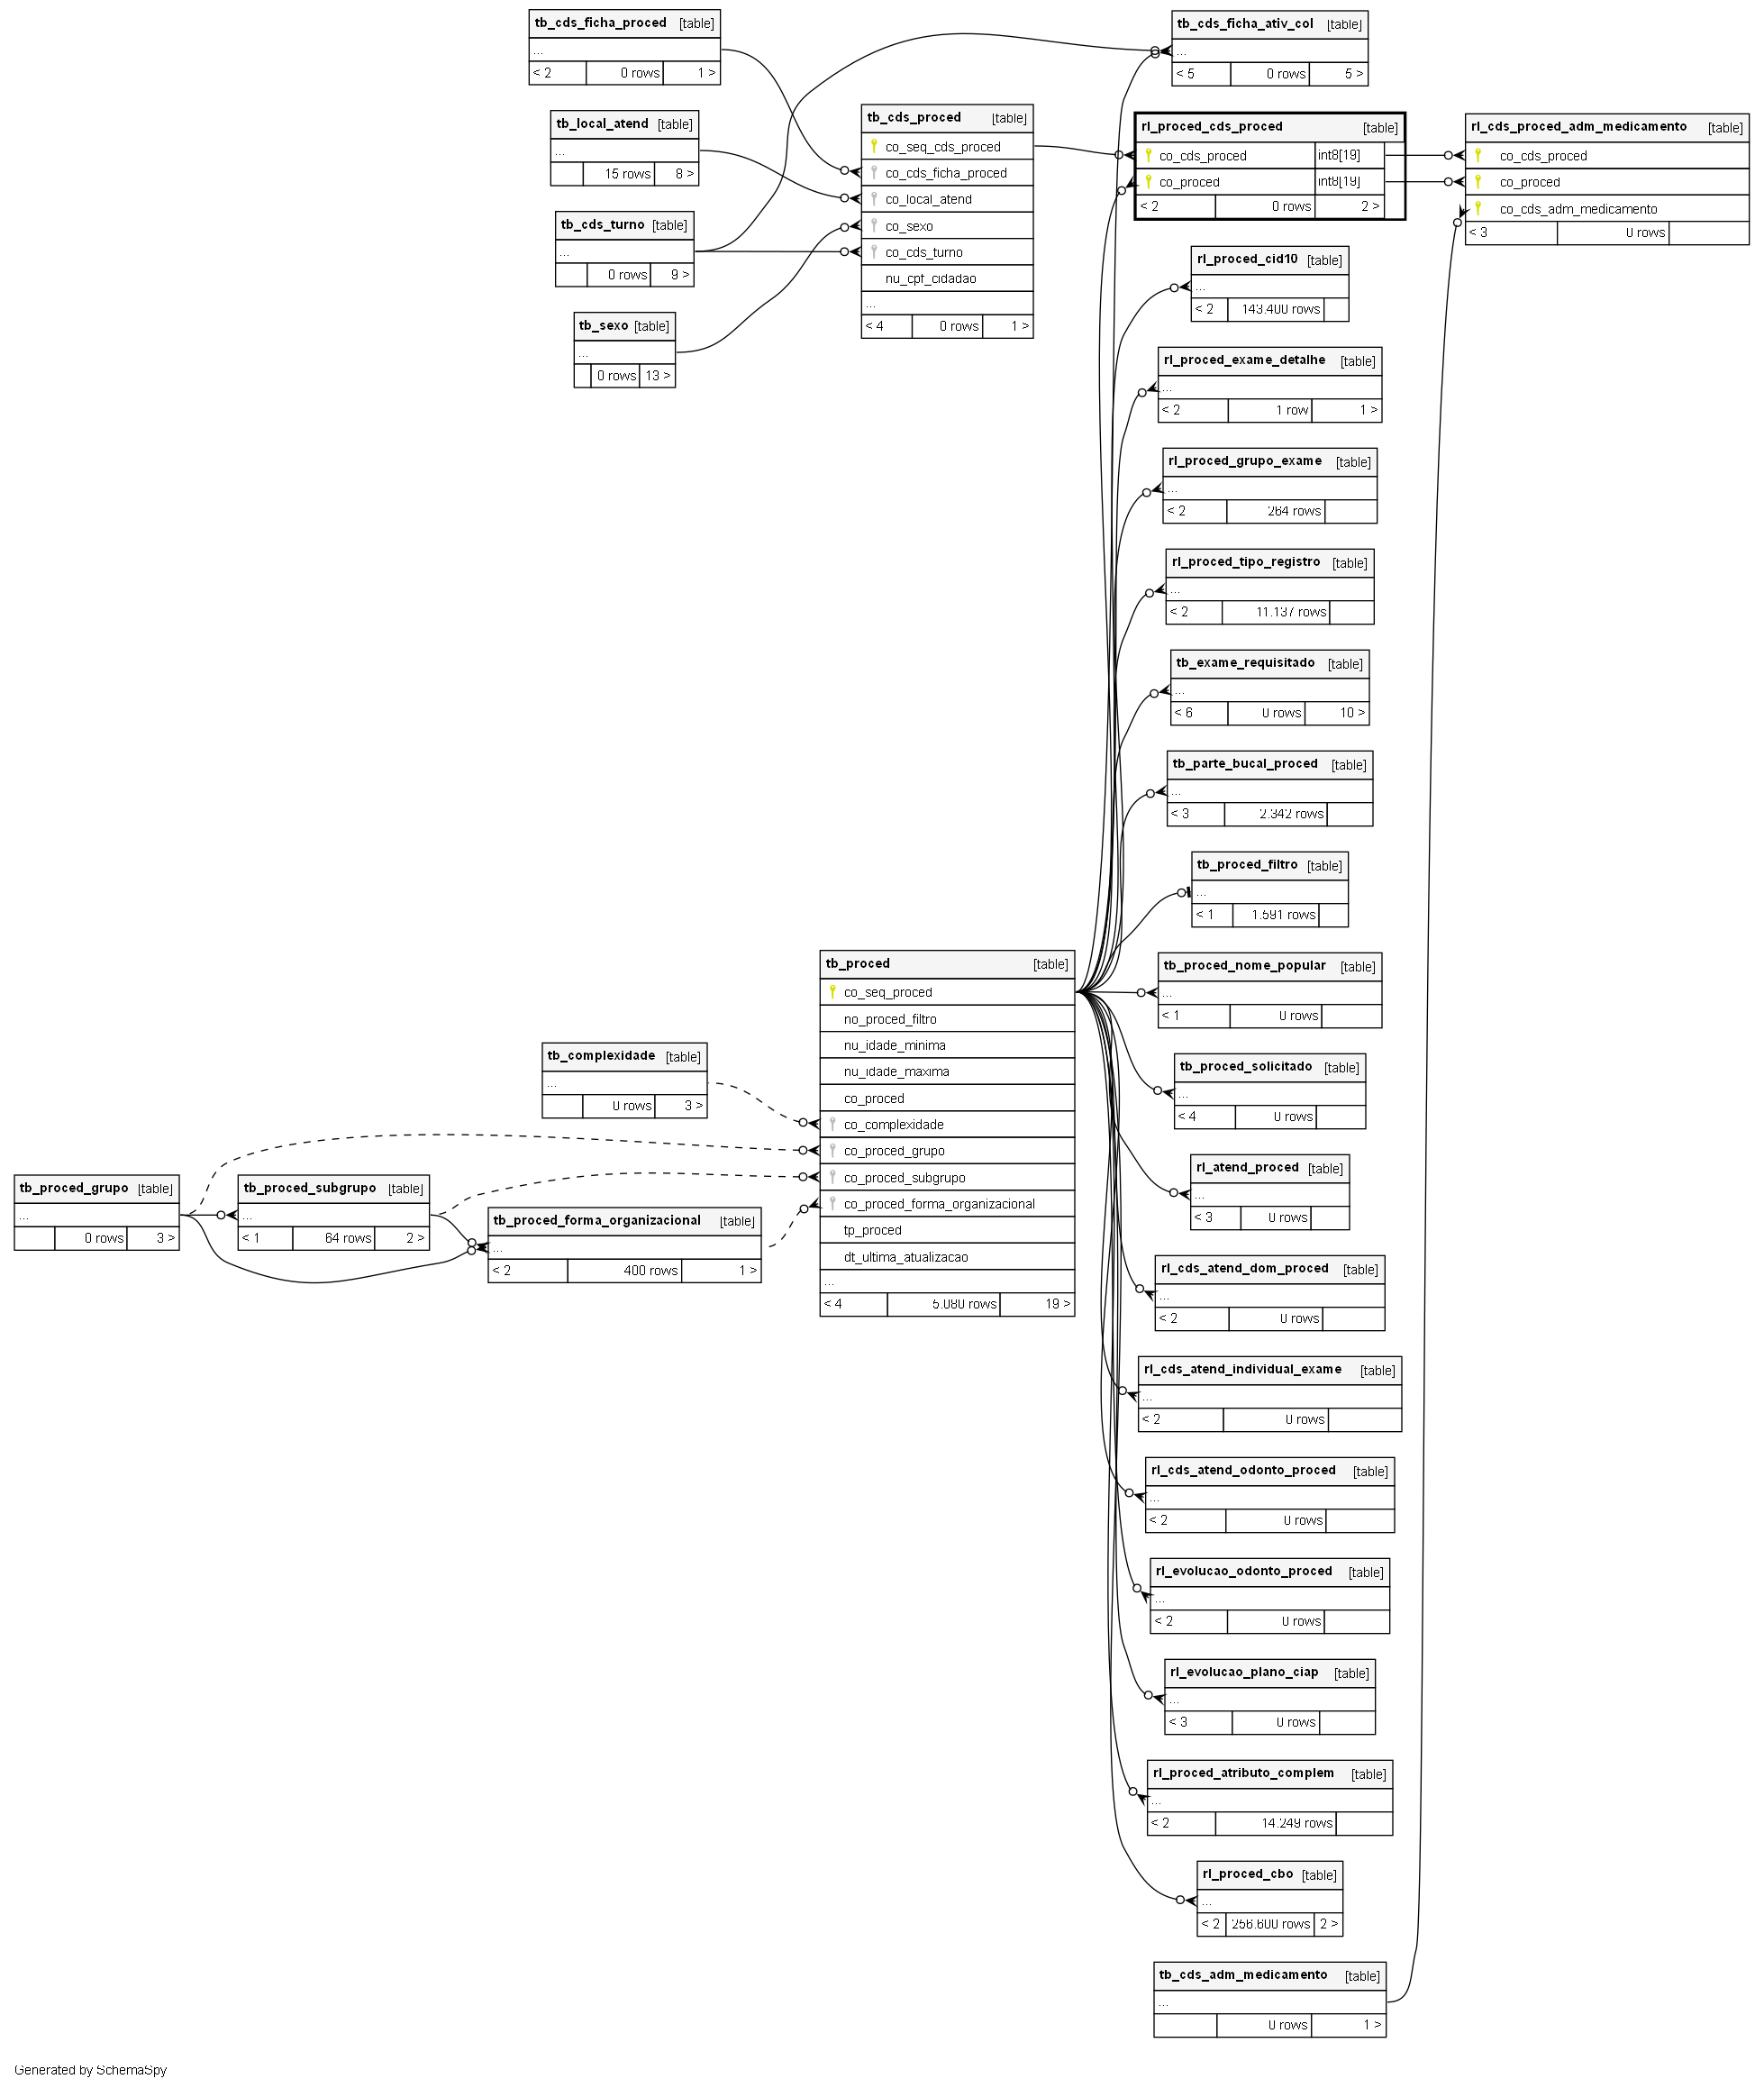 tb_cds_ficha_proced [table]
...
< 2 0 rows 1 >
tb_local_atend [table]
...
15 rows 8 >
tb_cds_turno [table]
...
0 rows 9 >
tb_sexo [table]
...
0 rows 13 >
tb_cds_proced [table]
co_seq_cds_proced
co_cds_ficha_proced
co_local_atend
co_sexo
co_cds_turno
nu_cpf_cidadao
...
< 4 0 rows 1 >
tb_cds_ficha_ativ_col [table]
...
< 5 0 rows 5 >
rl_proced_cds_proced [table]
co_cds_proced int8[19]
co_proced int8[19]
< 2 0 rows 2 >
rl_cds_proced_adm_medicamento [table]
co_cds_proced
co_proced
co_cds_adm_medicamento
< 3 0 rows
rl_proced_cid10 [table]
...
< 2 143.400 rows
rl_proced_exame_detalhe [table]
...
< 2 1 row 1 >
rl_proced_grupo_exame [table]
...
< 2 264 rows
rl_proced_tipo_registro [table]
...
< 2 11.137 rows
tb_exame_requisitado [table]
...
< 6 0 rows 10 >
tb_parte_bucal_proced [table]
...
< 3 2.342 rows
tb_proced_filtro [table]
...
< 1 1.591 rows
tb_proced_nome_popular [table]
...
< 1 0 rows
tb_proced_solicitado [table]
...
< 4 0 rows
rl_atend_proced [table]
...
< 3 0 rows
rl_cds_atend_dom_proced [table]
...
< 2 0 rows
rl_cds_atend_individual_exame [table]
...
< 2 0 rows
rl_cds_atend_odonto_proced [table]
...
< 2 0 rows
rl_evolucao_odonto_proced [table]
...
< 2 0 rows
rl_evolucao_plano_ciap [table]
...
< 3 0 rows
rl_proced_atributo_complem [table]
...
< 2 14.249 rows
rl_proced_cbo [table]
...
< 2 256.600 rows 2 >
tb_cds_adm_medicamento [table]
...
0 rows 1 >
tb_proced [table]
co_seq_proced
no_proced_filtro
nu_idade_minima
nu_idade_maxima
co_proced
co_complexidade
co_proced_grupo
co_proced_subgrupo
co_proced_forma_organizacional
tp_proced
dt_ultima_atualizacao
...
< 4 5.080 rows 19 >
tb_complexidade [table]
...
0 rows 3 >
tb_proced_grupo [table]
...
0 rows 3 >
tb_proced_subgrupo [table]
...
< 1 64 rows 2 >
tb_proced_forma_organizacional [table]
...
< 2 400 rows 1 >
Generated by SchemaSpy